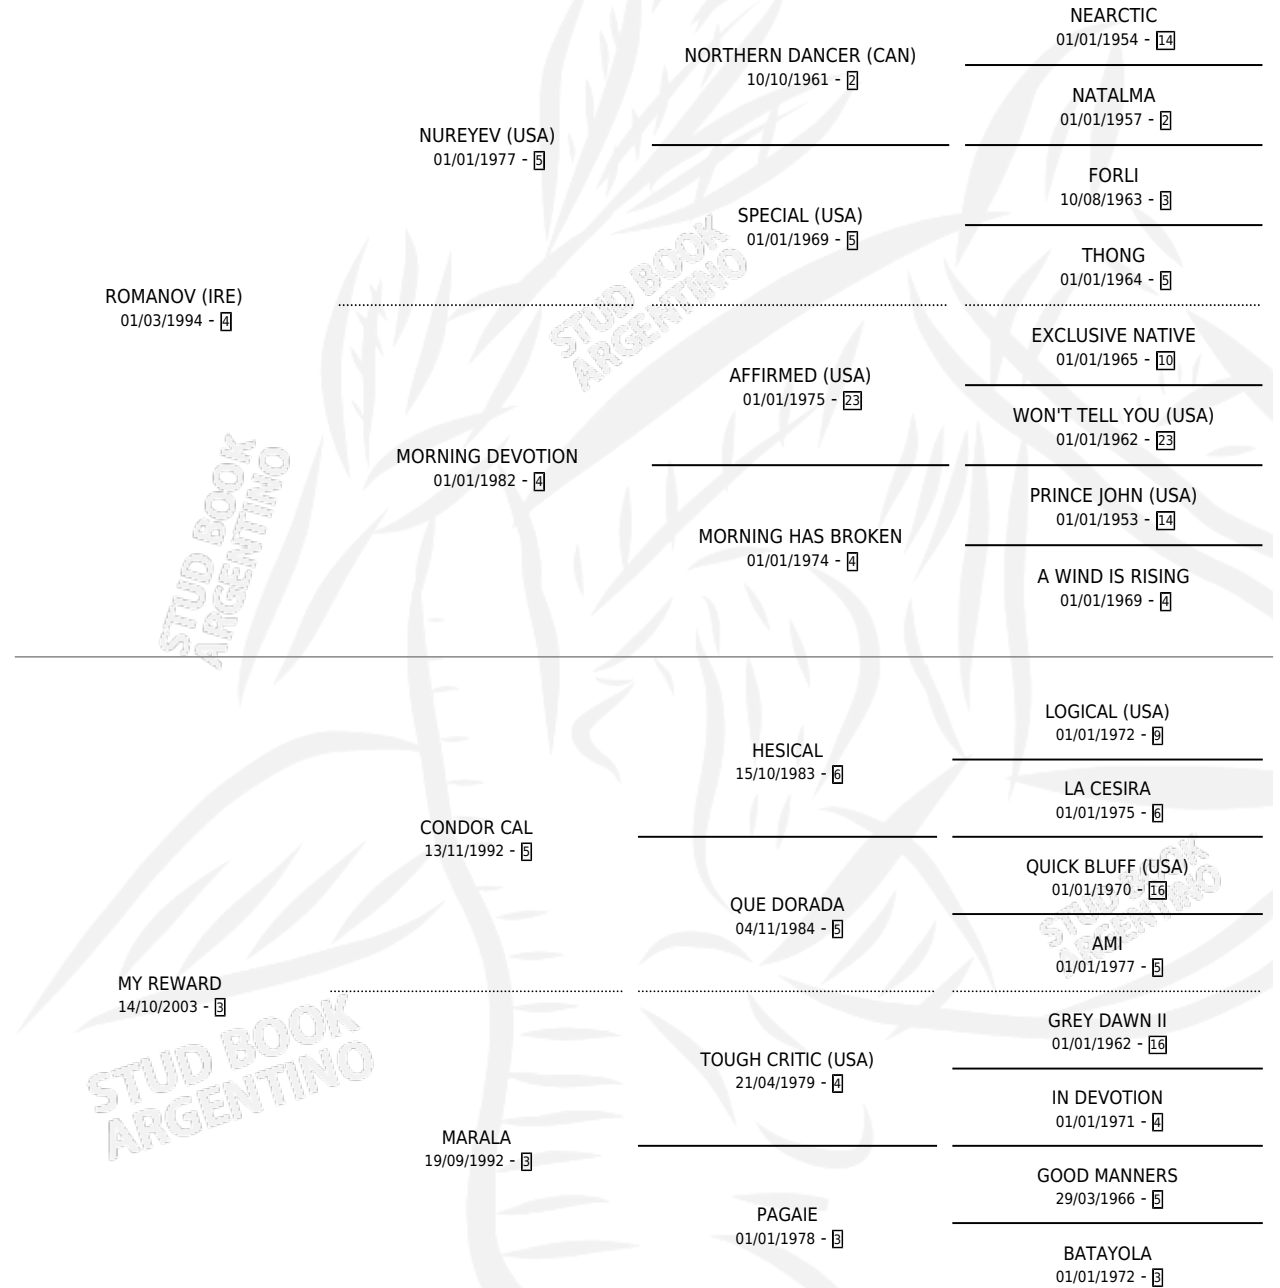 NEARCTIC
01/01/1954 - 14
NORTHERN DANCER (CAN)
10/10/1961 - 2
NATALMA
01/01/1957 - 2
NUREYEV (USA)
01/01/1977 - 5
FORLI
10/08/1963 - 3
SPECIAL (USA)
01/01/1969 - 5
THONG
01/01/1964 - 5
ROMANOV (IRE)
01/03/1994 - 4
EXCLUSIVE NATIVE
01/01/1965 - 10
AFFIRMED (USA)
01/01/1975 - 23
WON'T TELL YOU (USA)
01/01/1962 - 23
MORNING DEVOTION
01/01/1982 - 4
PRINCE JOHN (USA)
01/01/1953 - 14
MORNING HAS BROKEN
01/01/1974 - 4
A WIND IS RISING
01/01/1969 - 4
STUD BOOK
ARGENTINO
STUD BOOK
ARGENTINO
LOGICAL (USA)
01/01/1972 - 9
HESICAL
15/10/1983 - 6
LA CESIRA
01/01/1975 - 6
CONDOR CAL
13/11/1992 - 5
QUICK BLUFF (USA)
01/01/1970 - 16
QUE DORADA
04/11/1984 - 5
AMI
01/01/1977 - 5
MY REWARD
14/10/2003 - 3
GREY DAWN II
01/01/1962 - 16
TOUGH CRITIC (USA)
21/04/1979 - 4
IN DEVOTION
01/01/1971 - 4
MARALA
19/09/1992 - 3
GOOD MANNERS
29/03/1966 - 5
PAGAIE
01/01/1978 - 3
BATAYOLA
01/01/1972 - 3
STUD BOOK
ARGENTINO
STUD BOOK
ARGENTINO